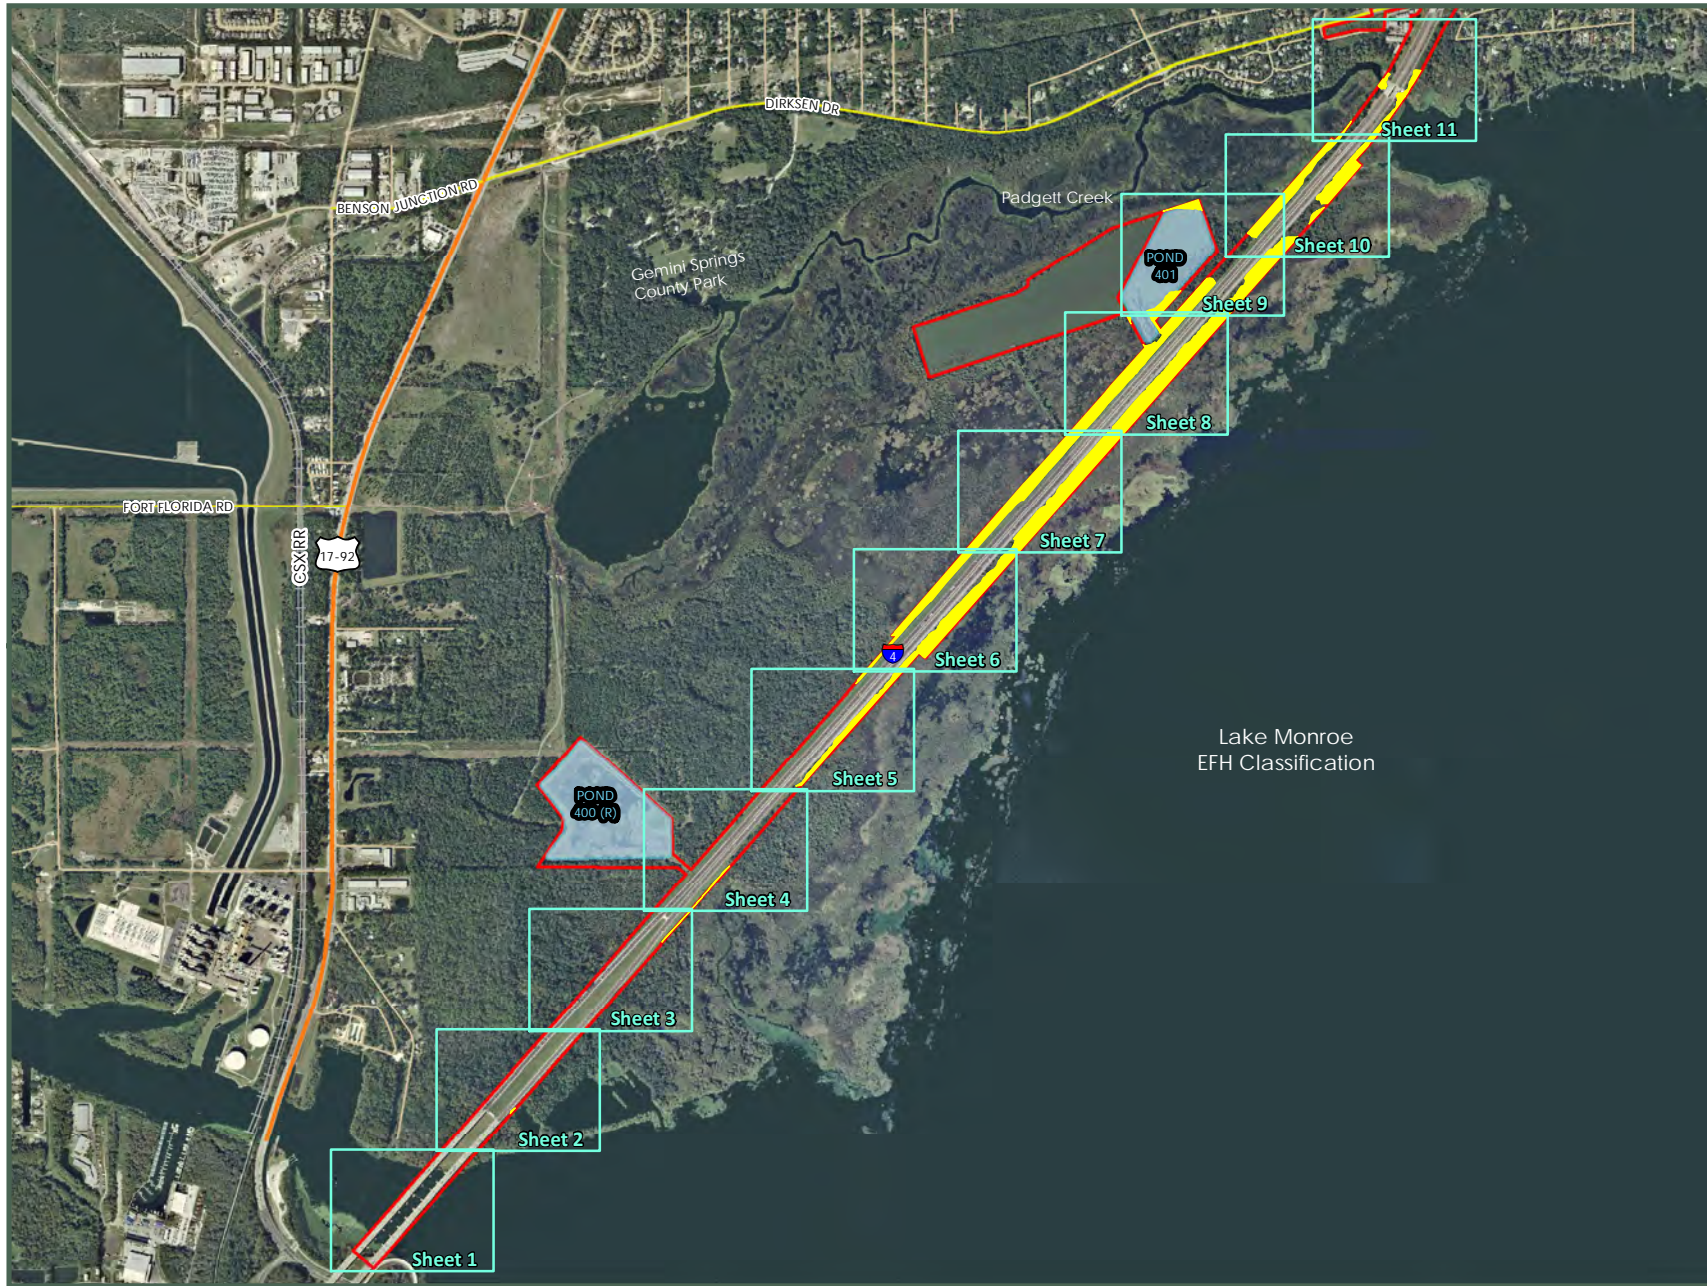 DIRKSEN DR
Sheet 11
BENSON JUNCTION RD
Padgett Creek
Sheet 10
Gemini Springs
County Park
POND
401
Sheet 9
Sheet 8
FORT FLORIDA RD
CSX RR
17-92
Sheet 7
4
Sheet 6
Lake Monroe
EFH Classification
Sheet 5
POND
400 (R)
Sheet 4
Sheet 3
Sheet 2
Sheet 1